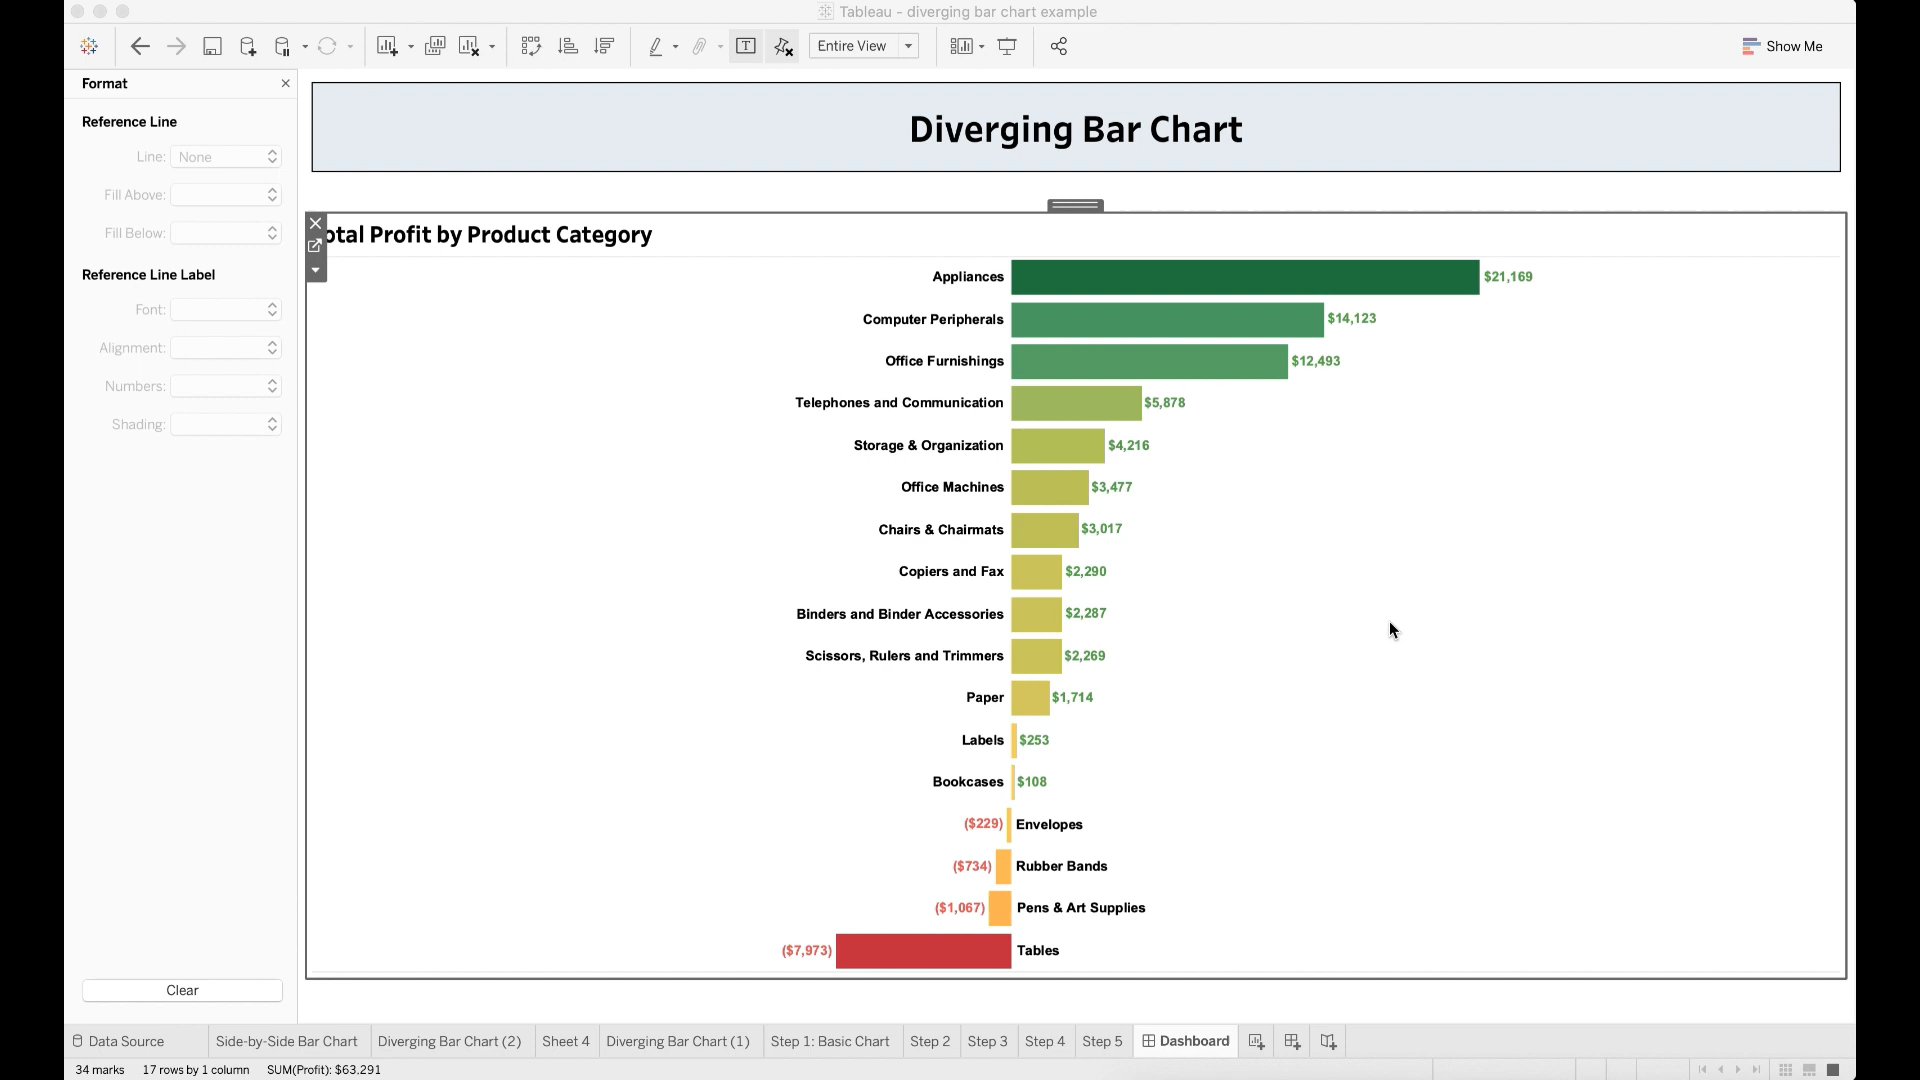 Tableau - diverging bar chart example
Entire View
Show Me
Format
Reference Line
Line: None
Fill Above:
Fill Below:
Reference Line Label
Font:
Alignment:
Numbers:
Shading:
Clear
Diverging Bar Chart
otal Profit by Product Category
Appliances $21,169
Computer Peripherals $14,123
Office Furnishings $12,493
Telephones and Communication $5,878
Storage & Organization $4,216
Office Machines $3,477
Chairs & Chairmats $3,017
Copiers and Fax $2,290
Binders and Binder Accessories $2,287
Scissors, Rulers and Trimmers $2,269
Paper $1,714
Labels $253
Bookcases $108
($229) Envelopes
($734) Rubber Bands
($1,067) Pens & Art Supplies
($7,973) Tables
Data Source Side-by-Side Bar Chart Diverging Bar Chart (2) Sheet 4 Diverging Bar Chart (1) Step 1: Basic Chart Step 2 Step 3 Step 4 Step 5 Dashboard
34 marks 17 rows by 1 column SUM(Profit): $63,291